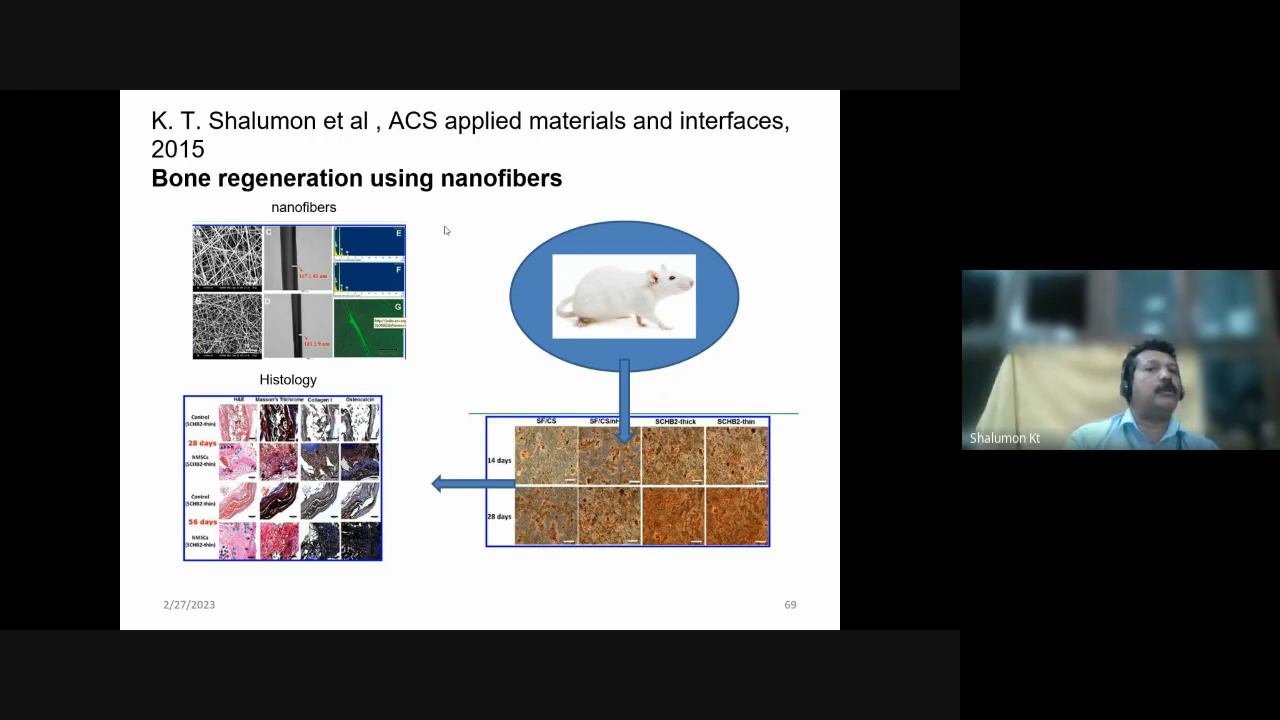 K. T. Shalumon et al , ACS applied materials and interfaces,
2015
Bone regeneration using nanofibers
nanofibers
A
C
E
F
B
D
G
Histology
H&E Masson's Trichrome Collagen I Osteocalcin
Control
(SCHB2-thin)
28 days
hMSCs
(SCHB2-thin)
Control
(SCHB2-thin)
56 days
hMSCs
(SCHB2-thin)
SF/CS SCHB2-thick SCHB2-thin
14 days
28 days
2/27/2023
69
Shalumon Kt